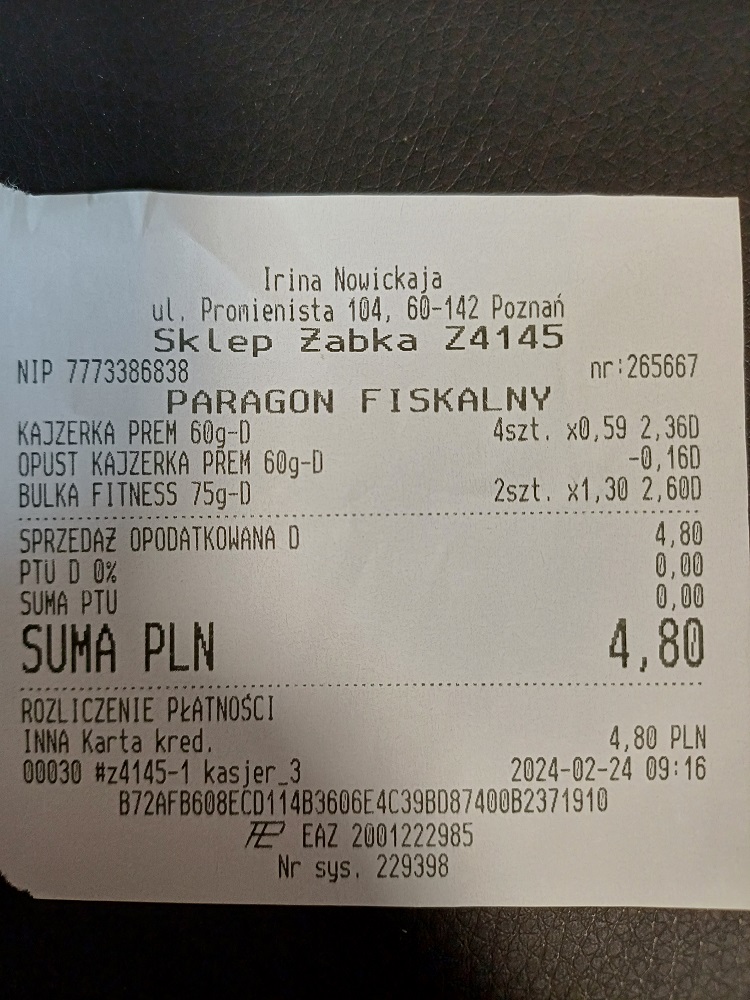 Irina Nowickaja
ul. Promienista 104, 60-142 Poznań
Sklep Żabka Z4145
NIP 7773386838 nr:265667
PARAGON FISKALNY
KAJZERKA PREM 60g-D 4szt. x0,59 2,36D
OPUST KAJZERKA PREM 60g-D -0,16D
BULKA FITNESS 75g-D 2szt. x1,30 2,60D
SPRZEDAŻ OPODATKOWANA D 4,80
PTU D 0% 0,00
SUMA PTU 0,00
SUMA PLN 4,80
ROZLICZENIE PŁATNOŚCI
INNA Karta kred. 4,80 PLN
00030 #z4145-1 kasjer_3 2024-02-24 09:16
B72AFB608ECD114B3606E4C39BD87400B2371910
EAZ 2001222985
Nr sys. 229398